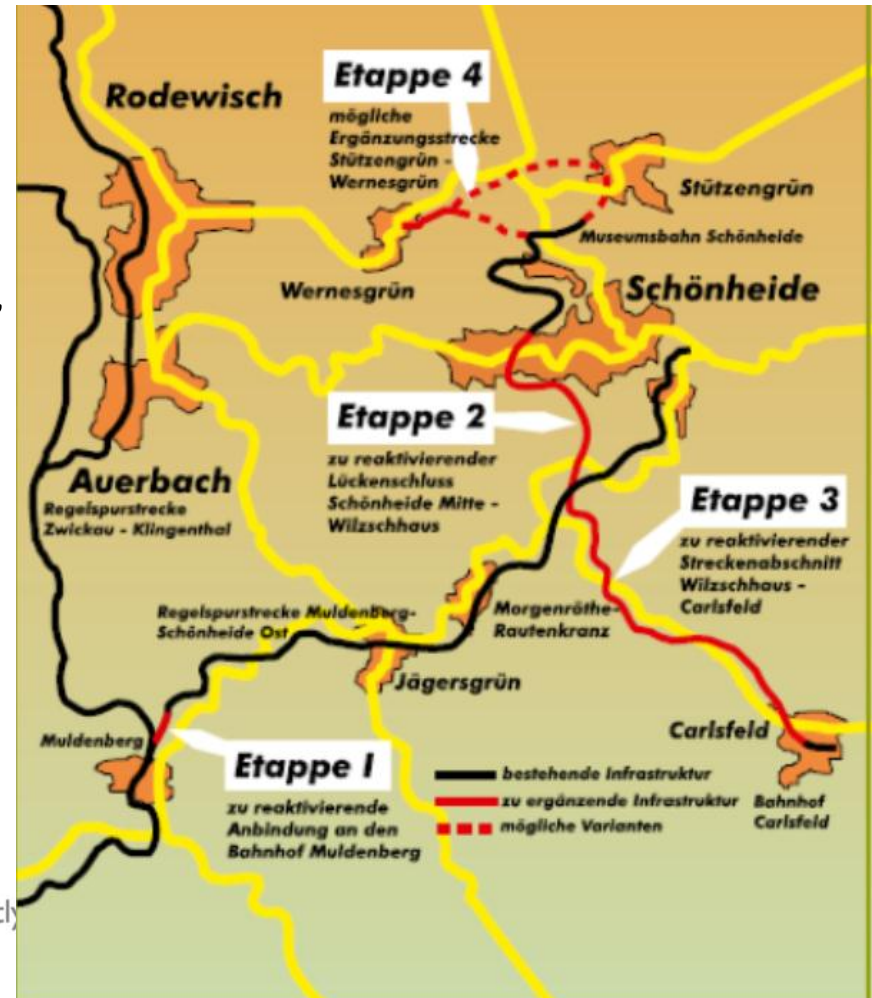 Etappe 4
mögliche
Ergänzungsstrecke
Stützengrün -
Wernesgrün
Rodewisch
Stützengrün
Museumsbahn Schönheide
Wernesgrün
Schönheide
Etappe 2
zu reaktivierender
Lückenschluss
Schönheide Mitte -
Wilzschhaus
Auerbach
Regelspurstrecke
Zwickau - Klingenthal
Etappe 3
zu reaktivierender
Streckenabschnitt
Wilzschhaus -
Carlsfeld
Regelspurstrecke Muldenberg-
Schönheide Ost
Morgenröthe-
Rautenkranz
Jägersgrün
Muldenberg
Carlsfeld
Etappe 1
zu reaktivierende
Anbindung an den
Bahnhof Muldenberg
bestehende Infrastruktur
zu ergänzende Infrastruktur
mögliche Varianten
Bahnhof
Carlsfeld